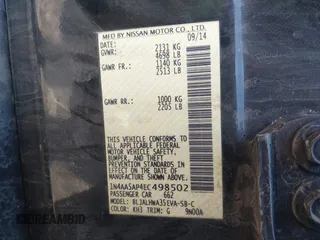 MFD BY NISSAN MOTOR CO., LTD.
DATE: 09/14
GVWR: 2131 KG
4698 LB
GAWR FR.: 1140 KG
2513 LB
GAWR RR.: 1000 KG
2205 LB
THIS VEHICLE CONFORMS TO ALL APPLICABLE
FEDERAL MOTOR VEHICLE SAFETY, BUMPER
AND THEFT PREVENTION STANDARDS IN EFFECT
ON THE DATE OF MANUFACTURE SHOWN ABOVE.
1N4AA5AP4EC498502
PASSENGER CAR 662
MODEL: BLJALHWA35EVA-SB-C
COLOR: KH3 TRIM: G 9N00A